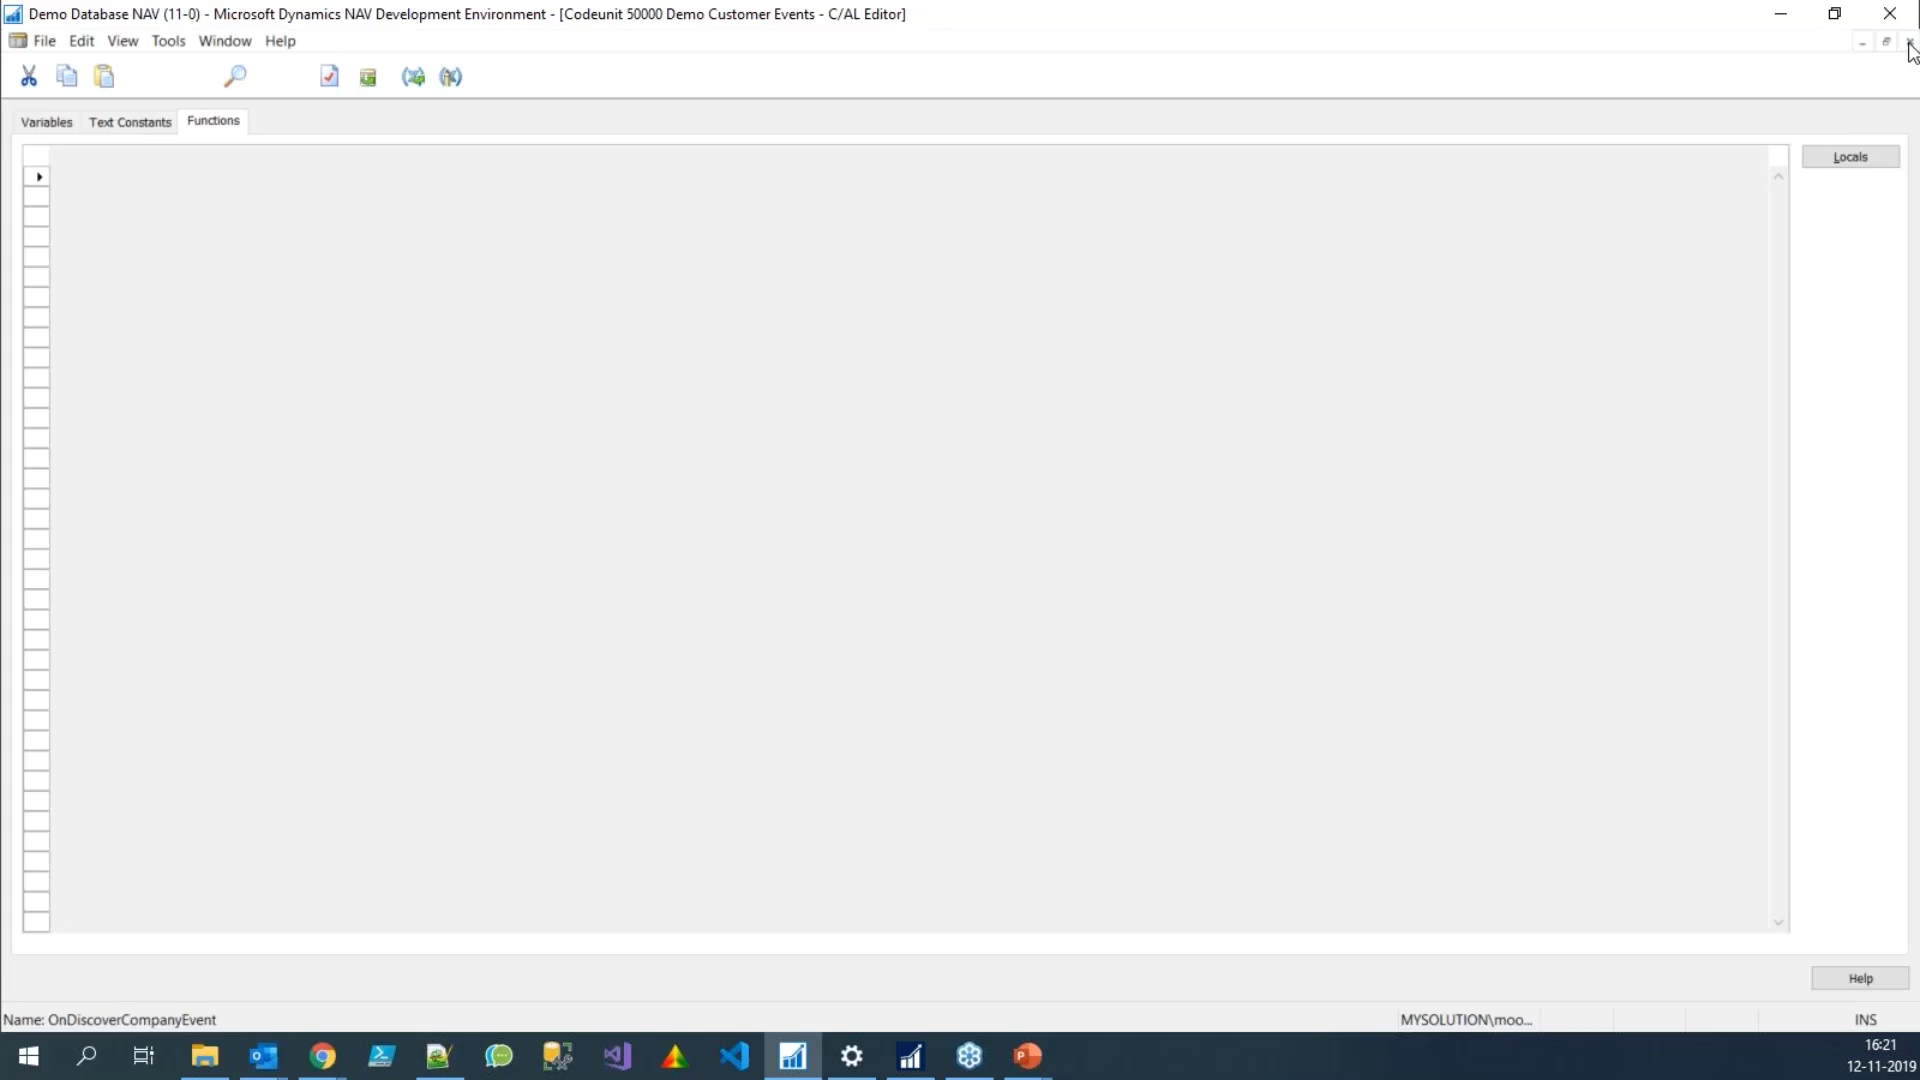 Demo Database NAV (11-0) - Microsoft Dynamics NAV Development Environment - [Codeunit 50000 Demo Customer Events - C/AL Editor]
File Edit View Tools Window Help
Variables Text Constants Functions
Locals
Help
Name: OnDiscoverCompanyEvent MYSOLUTION\moo... INS
16:21
12-11-2019